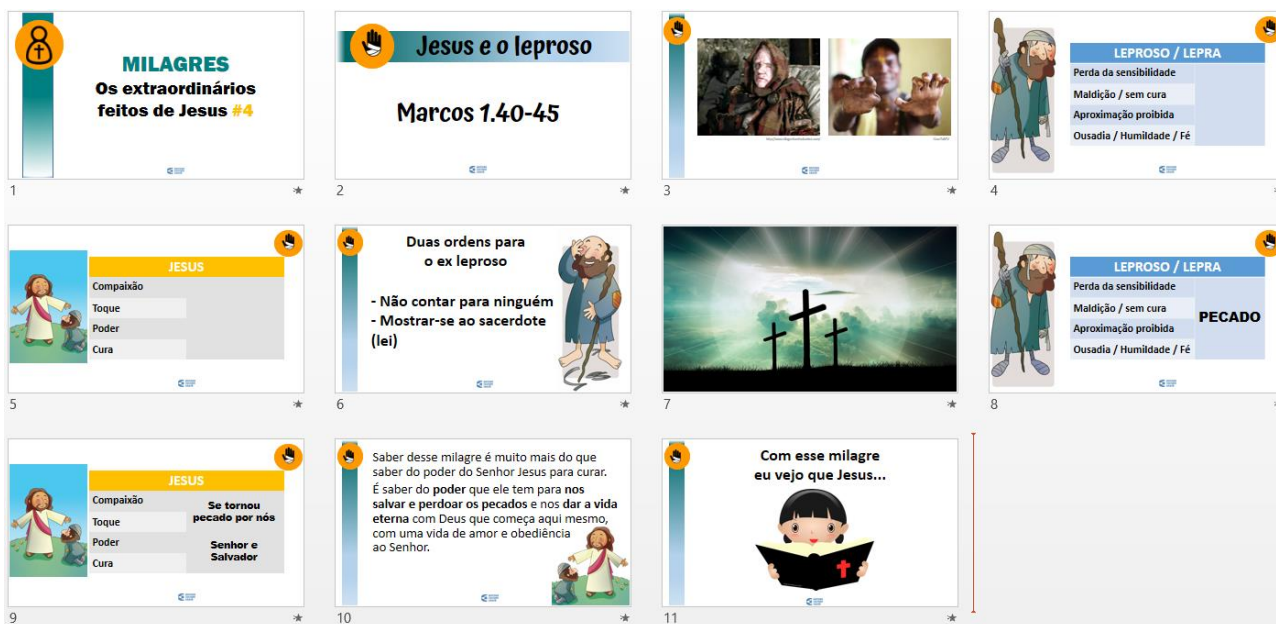 MILAGRES
Os extraordinários
feitos de Jesus #4
1
Jesus e o leproso
Marcos 1.40-45
2
3
LEPROSO / LEPRA
Perda da sensibilidade
Maldição / sem cura
Aproximação proibida
Ousadia / Humildade / Fé
4
JESUS
Compaixão
Toque
Poder
Cura
5
Duas ordens para
o ex leproso
- Não contar para ninguém
- Mostrar-se ao sacerdote
(lei)
6
7
LEPROSO / LEPRA
Perda da sensibilidade
Maldição / sem cura
Aproximação proibida
Ousadia / Humildade / Fé
PECADO
8
JESUS
Compaixão
Toque
Poder
Cura
Se tornou
pecado por nós
Senhor e
Salvador
9
Saber desse milagre é muito mais do que
saber do poder do Senhor Jesus para curar.
É saber do poder que ele tem para nos
salvar e perdoar os pecados e nos dar a vida
eterna com Deus que começa aqui mesmo,
com uma vida de amor e obediência
ao Senhor.
10
Com esse milagre
eu vejo que Jesus...
11